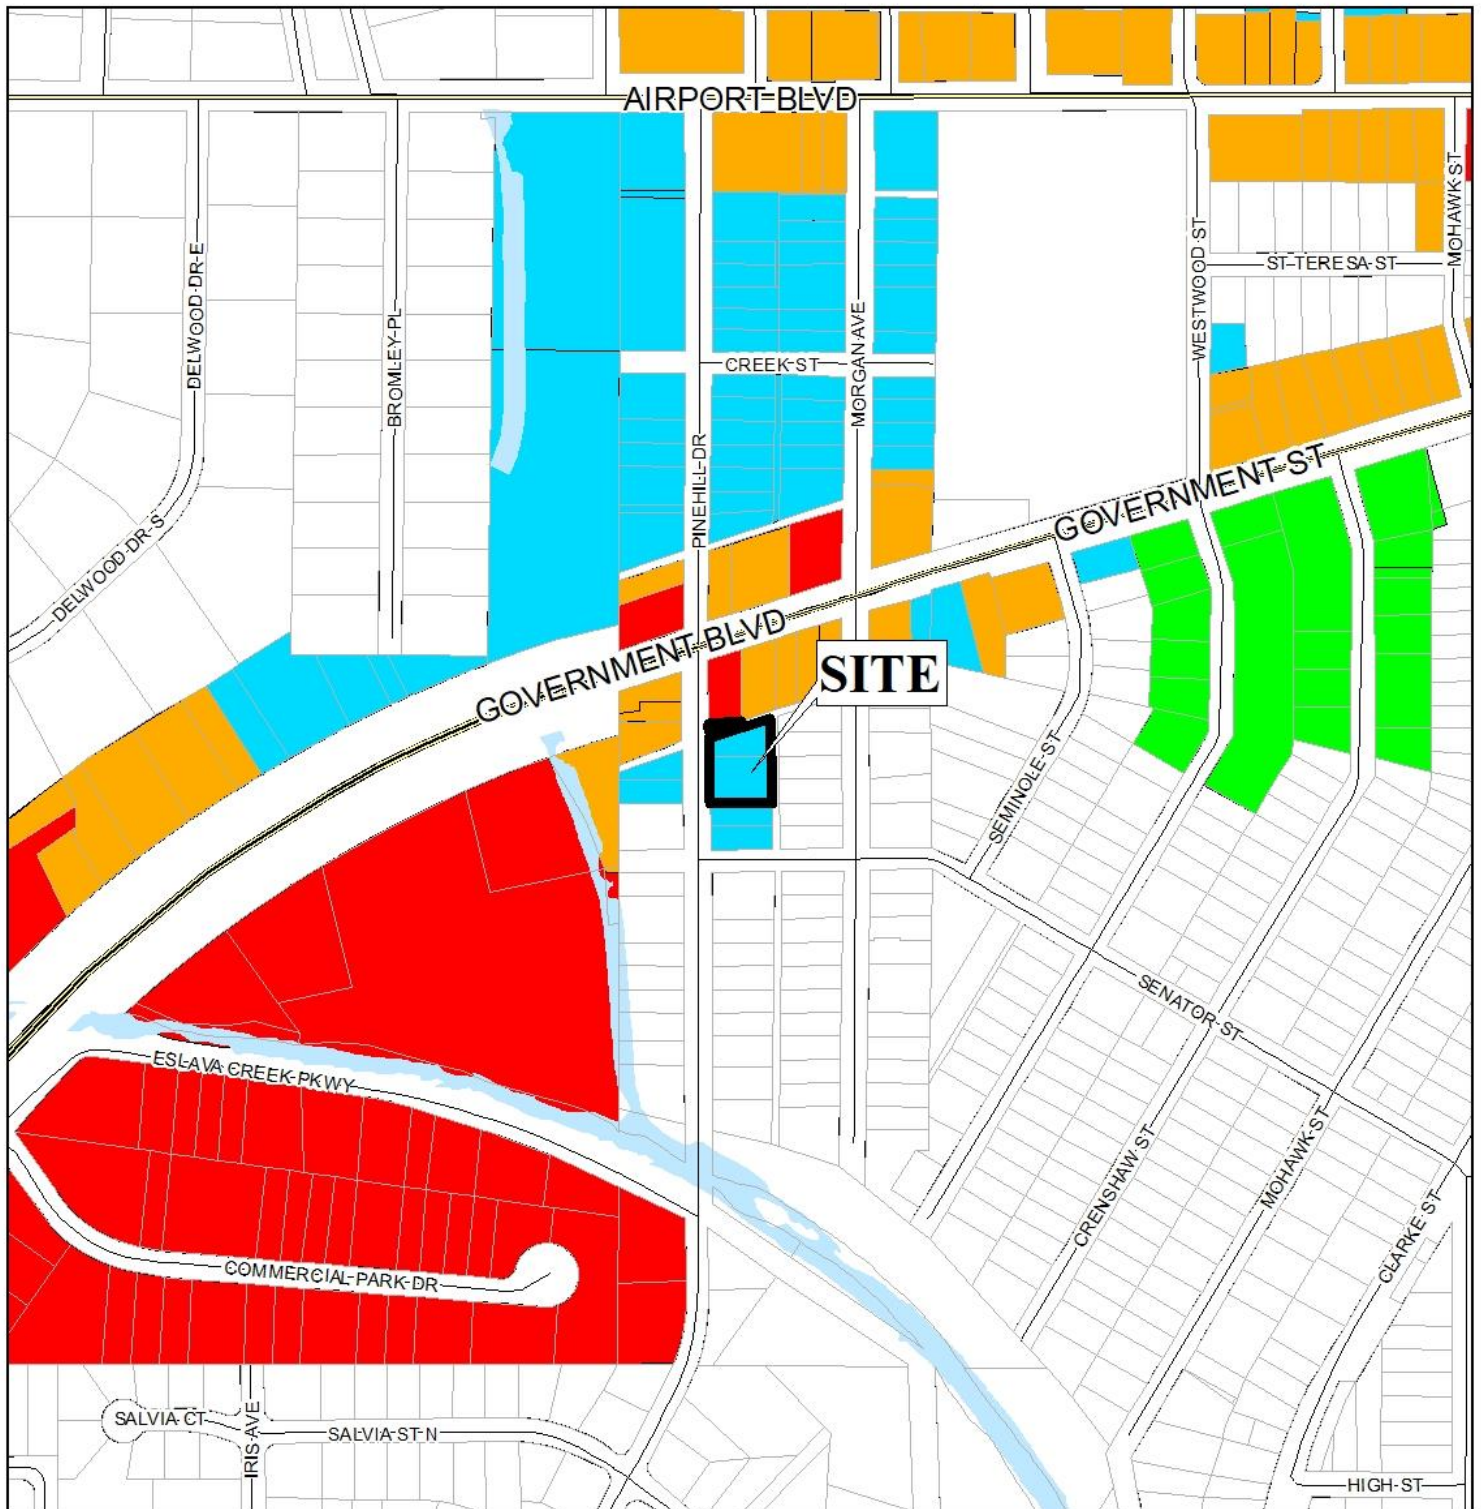 AIRPORT BLVD
MOHAWK ST
DELWOOD DR E
WESTWOOD ST
ST TERESA ST
BROMLEY PL
MORGAN AVE
CREEK ST
PINEHILL DR
GOVERNMENT ST
DELWOOD DR S
GOVERNMENT BLVD
SITE
SEMINOLE ST
SENATOR ST
ESLAVA CREEK PKWY
CRENSHAW ST
MOHAWK ST
CLARKE ST
COMMERCIAL PARK DR
SALVIA CT
IRIS AVE
SALVIA ST N
HIGH ST